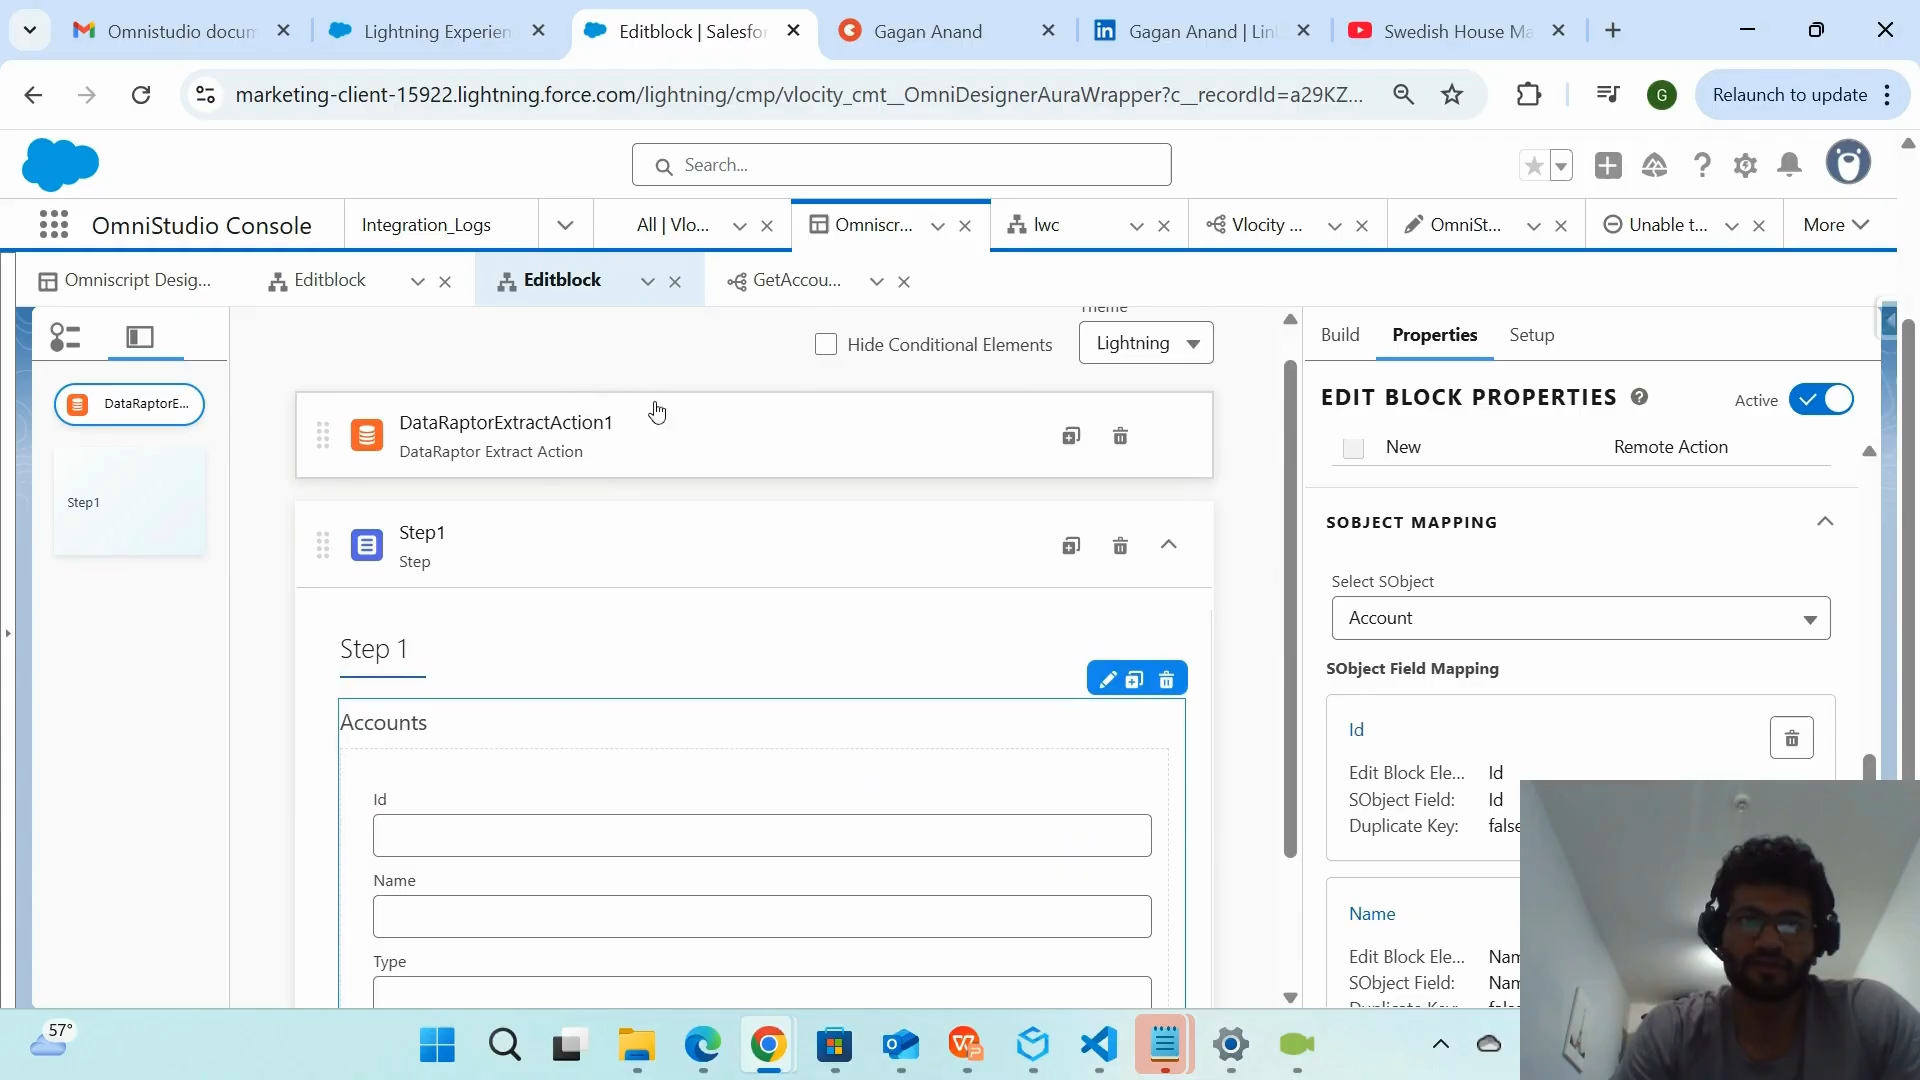 Omnistudio docum
Lightning Experien
Editblock | Salesfor
Gagan Anand
Gagan Anand | Lin
Swedish House Ma
marketing-client-15922.lightning.force.com/lightning/cmp/vlocity_cmt__OmniDesignerAuraWrapper?c__recordId=a29KZ...
G
Relaunch to update
Search...
OmniStudio Console
Integration_Logs
All | Vlo...
Omniscr...
lwc
Vlocity ...
OmniSt...
Unable t...
More
Omniscript Desig...
Editblock
Editblock
GetAccou...
DataRaptorE...
Step1
Hide Conditional Elements
Lightning
DataRaptorExtractAction1
DataRaptor Extract Action
Step1
Step
Step 1
Accounts
Id
Name
Type
Build
Properties
Setup
EDIT BLOCK PROPERTIES
Active
New
Remote Action
SOBJECT MAPPING
Select SObject
Account
SObject Field Mapping
Id
Edit Block Ele... Id
SObject Field: Id
Duplicate Key: false
Name
Edit Block Ele... Nam
SObject Field: Nam
57°